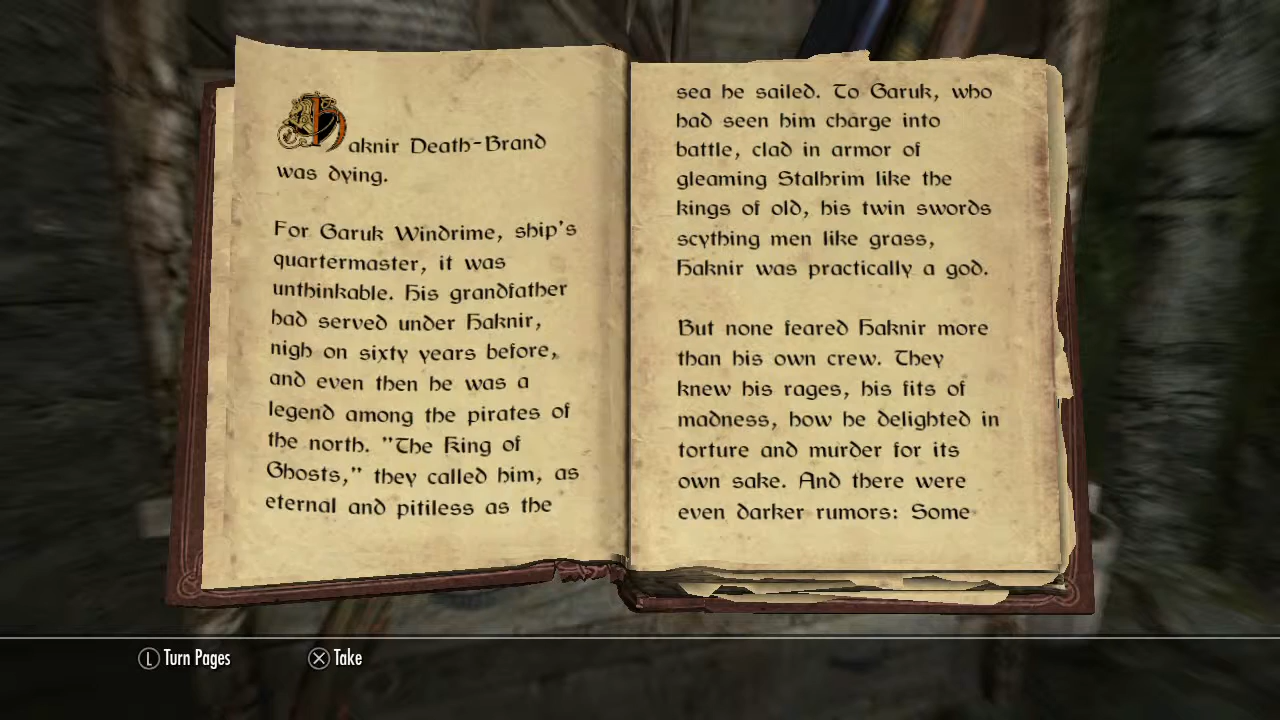 Haknir Death-Brand
was dying.
For Garuk Windrime, ship's
quartermaster, it was
unthinkable. His grandfather
had served under Haknir,
nigh on sixty years before,
and even then he was a
legend among the pirates of
the north. "The King of
Ghosts," they called him, as
eternal and pitiless as the
sea he sailed. To Garuk, who
had seen him charge into
battle, clad in armor of
gleaming Stalhrim like the
kings of old, his twin swords
scything men like grass,
Haknir was practically a god.
But none feared Haknir more
than his own crew. They
knew his rages, his fits of
madness, how he delighted in
torture and murder for its
own sake. And there were
even darker rumors: Some
L Turn Pages
X Take